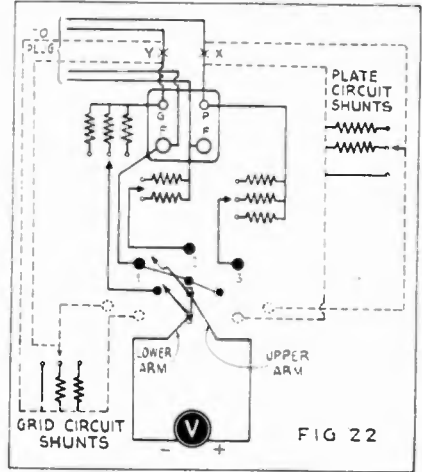 TO
PLUG
Y
X
PLATE
CIRCUIT
SHUNTS
G
P
F
F
1
2
3
LOWER
ARM
UPPER
ARM
V
- +
GRID CIRCUIT
SHUNTS
FIG 22